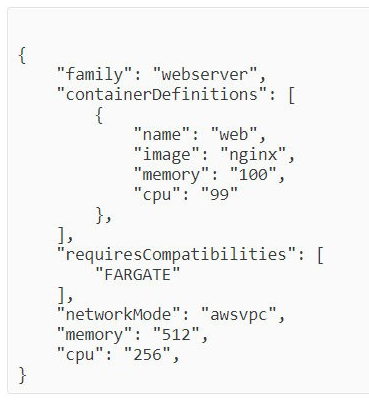 {
    "family": "webserver",
    "containerDefinitions": [
        {
            "name": "web",
            "image": "nginx",
            "memory": "100",
            "cpu": "99"
        },
    ],
    "requiresCompatibilities": [
        "FARGATE"
    ],
    "networkMode": "awsvpc",
    "memory": "512",
    "cpu": "256",
}